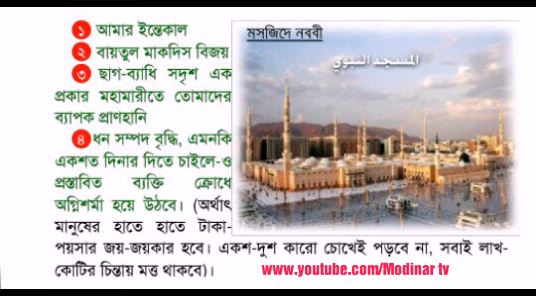 ১ আমার ইন্তেকাল
২ বায়তুল মাকদিস বিজয়
৩ ছাগ-ব্যাধি সদৃশ এক
প্রকার মহামারীতে তোমাদের
ব্যাপক প্রাণহানি
৪ ধন সম্পদ বৃদ্ধি, এমনকি
একশত দিনার দিতে চাইলে-ও
প্রস্তাবিত ব্যক্তি ক্রোধে
অগ্নিশর্মা হয়ে উঠবে। (অর্থাৎ
মানুষের হাতে হাতে টাকা-
পয়সার জয়-জয়কার হবে। একশ-দুশ কারো চোখেই পড়বে না, সবাই লাখ-
কোটির চিন্তায় মত্ত থাকবে)।
মসজিদে নববী
المسجد النبوي
www.youtube.com/Modinar tv